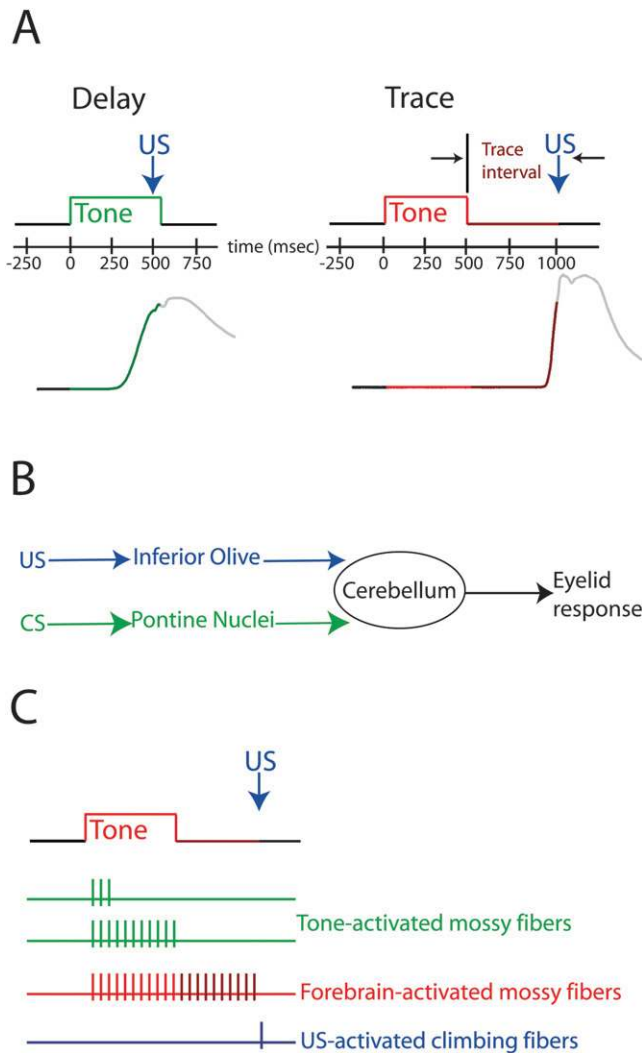 A
Delay
Trace
US
US
Trace
interval
Tone
Tone
-250 0 250 500 750
time (msec)
-250 0 250 500 750 1000
B
US Inferior Olive
Cerebellum
Eyelid
response
CS Pontine Nuclei
C
US
Tone
Tone-activated mossy fibers
Forebrain-activated mossy fibers
US-activated climbing fibers